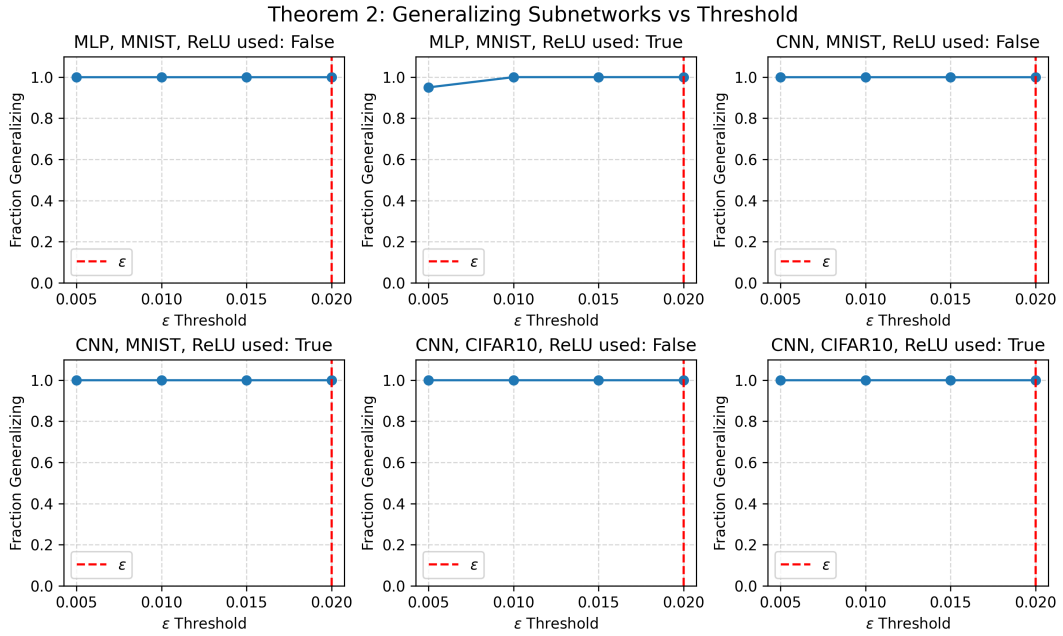 Theorem 2: Generalizing Subnetworks vs Threshold
MLP, MNIST, ReLU used: False
Fraction Generalizing
1.0
0.8
0.6
0.4
0.2
0.0
ε
0.005
0.010
0.015
0.020
ε Threshold
MLP, MNIST, ReLU used: True
Fraction Generalizing
1.0
0.8
0.6
0.4
0.2
0.0
ε
0.005
0.010
0.015
0.020
ε Threshold
CNN, MNIST, ReLU used: False
Fraction Generalizing
1.0
0.8
0.6
0.4
0.2
0.0
ε
0.005
0.010
0.015
0.020
ε Threshold
CNN, MNIST, ReLU used: True
Fraction Generalizing
1.0
0.8
0.6
0.4
0.2
0.0
ε
0.005
0.010
0.015
0.020
ε Threshold
CNN, CIFAR10, ReLU used: False
Fraction Generalizing
1.0
0.8
0.6
0.4
0.2
0.0
ε
0.005
0.010
0.015
0.020
ε Threshold
CNN, CIFAR10, ReLU used: True
Fraction Generalizing
1.0
0.8
0.6
0.4
0.2
0.0
ε
0.005
0.010
0.015
0.020
ε Threshold